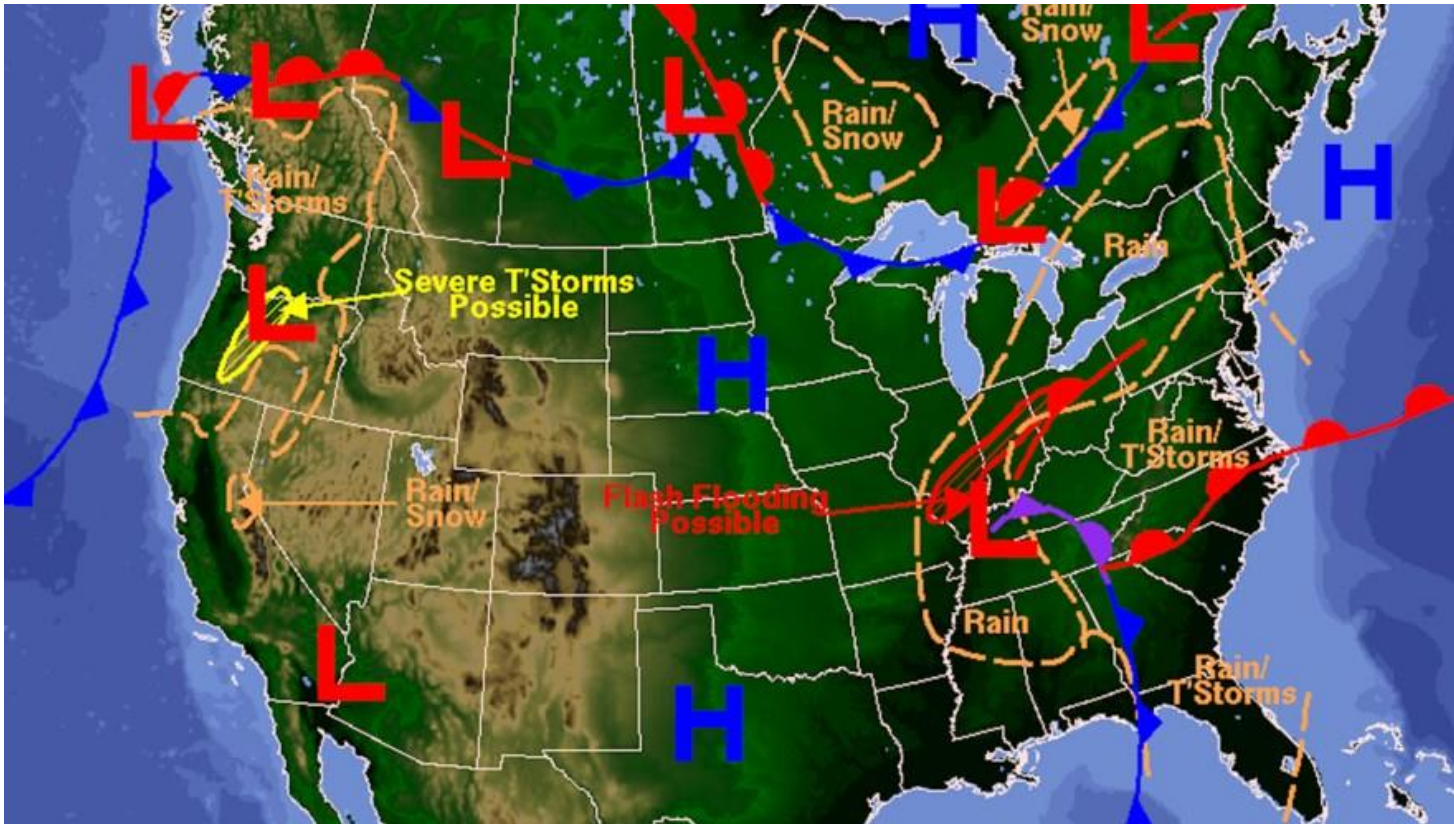 H
Rain/
Snow
L
L
L
L
L
Rain/
Snow
H
Rain/
T'Storms
L
Rain
L
Severe T'Storms
Possible
H
Rain/
T'Storms
Rain/
Snow
Flash Flooding
Possible
L
Rain
L
Rain/
T'Storms
H